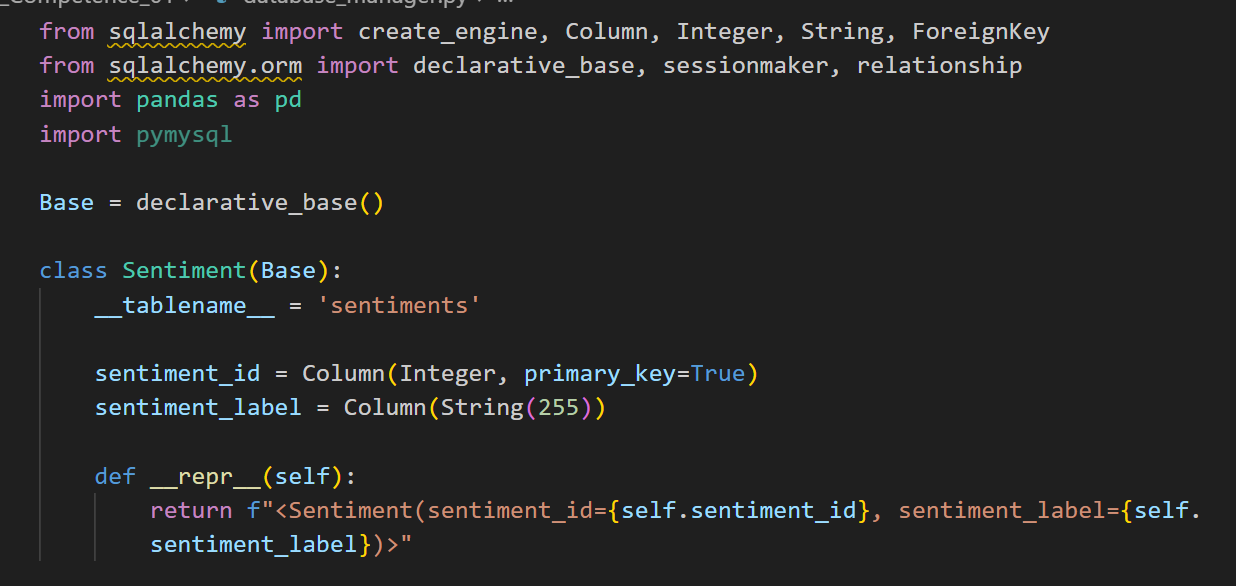 database_manager.py
from sqlalchemy import create_engine, Column, Integer, String, ForeignKey
from sqlalchemy.orm import declarative_base, sessionmaker, relationship
import pandas as pd
import pymysql
Base = declarative_base()
class Sentiment(Base):
__tablename__ = 'sentiments'
sentiment_id = Column(Integer, primary_key=True)
sentiment_label = Column(String(255))
def __repr__(self):
return f"<Sentiment(sentiment_id={self.sentiment_id}, sentiment_label={self.
sentiment_label})>"